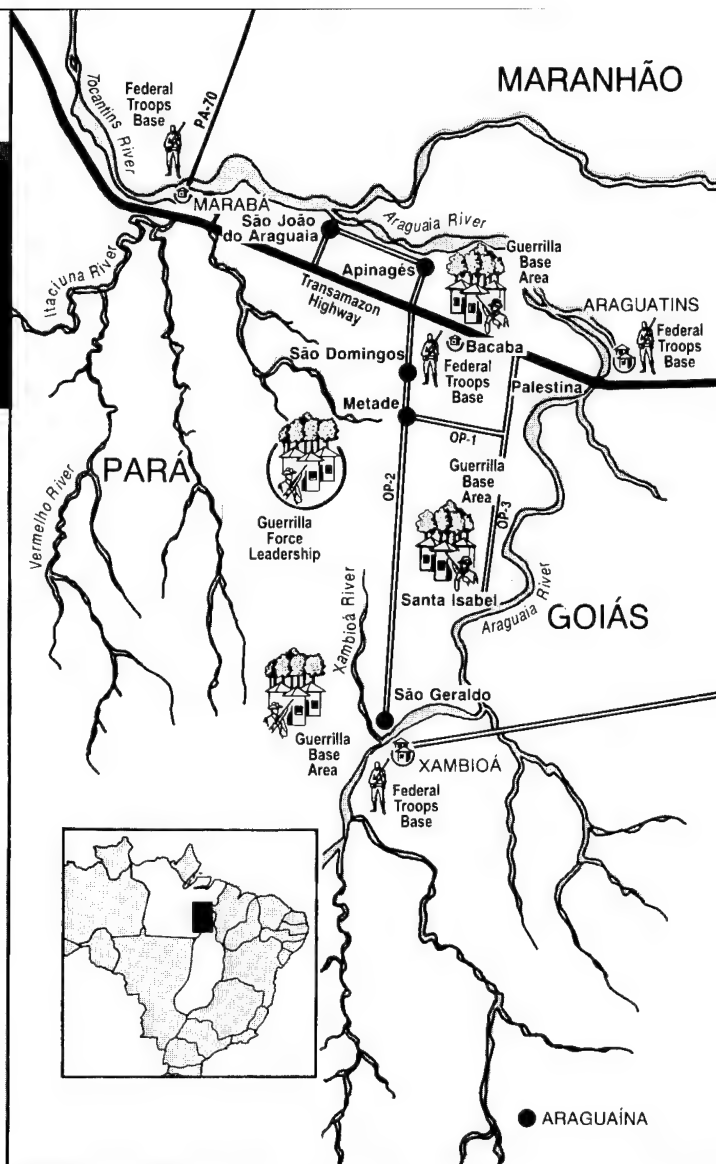 MARANHÃO
Tocantins River
Federal
Troops
Base
PA-70
MARABÁ
São João
do Araguaia
Araguaia River
Itaciuna River
Apinagés
Transamazon
Highway
Guerrilla
Base
Area
ARAGUATINS
Federal
Troops
Base
São Domingos
Bacaba
Federal
Troops
Base
Palestina
Metade
OP-1
PARÁ
OP-2
Guerrilla
Base
Area
OP-3
Vermelho River
Guerrilla
Force
Leadership
Santa Isabel
Araguaia River
GOIÁS
Xambioá River
São Geraldo
Guerrilla
Base
Area
XAMBIOÁ
Federal
Troops
Base
ARAGUAÍNA